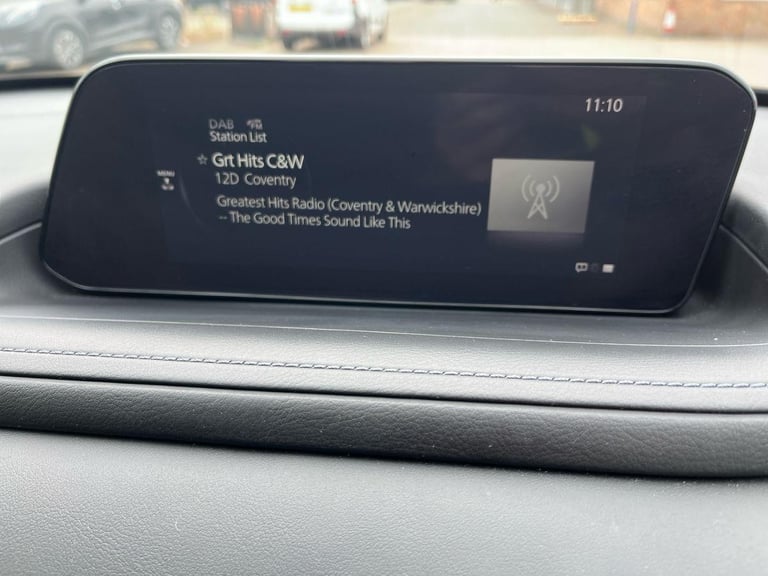 11:10
DAB FM
Station List
☆ Grt Hits C&W
MENU
12D Coventry
Greatest Hits Radio (Coventry & Warwickshire)
-- The Good Times Sound Like This